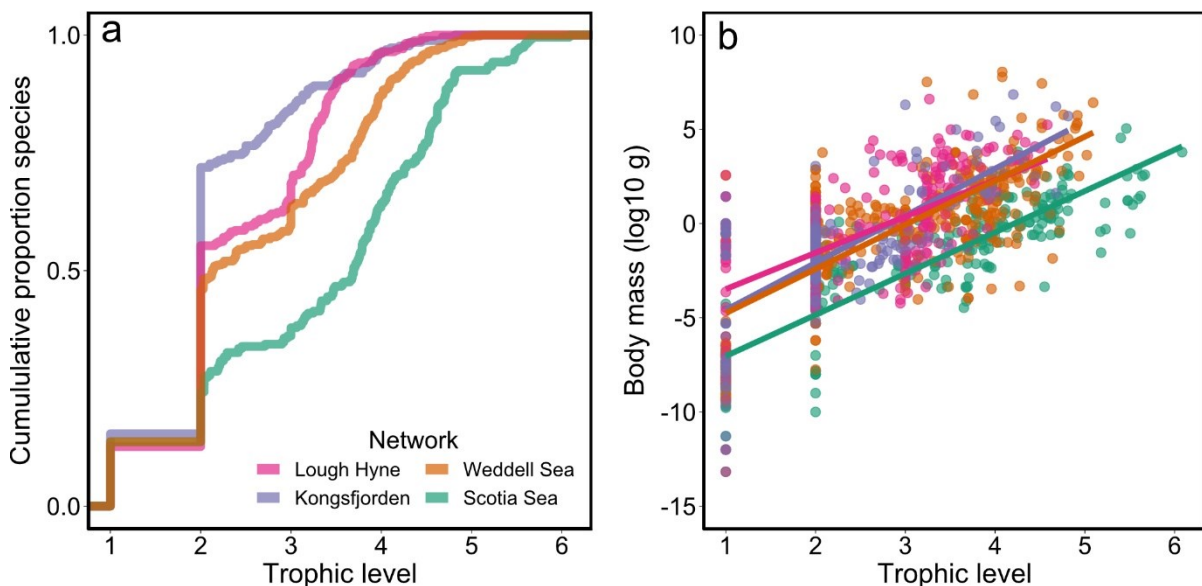 a
Cumululative proportion species
1.0
0.5
0.0
Network
Lough Hyne
Weddell Sea
Kongsfjorden
Scotia Sea
1 2 3 4 5 6
Trophic level
b
Body mass (log10 g)
10
5
0
-5
-10
-15
1 2 3 4 5 6
Trophic level